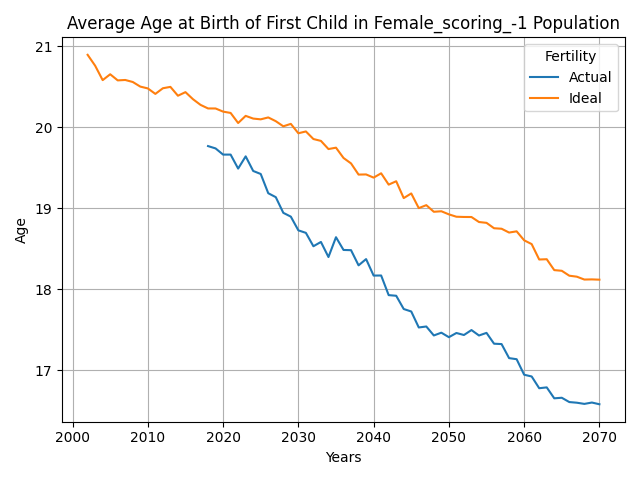 Average Age at Birth of First Child in Female_scoring_-1 Population
Fertility
Actual
Ideal
Age
21
20
19
18
17
2000 2010 2020 2030 2040 2050 2060 2070
Years